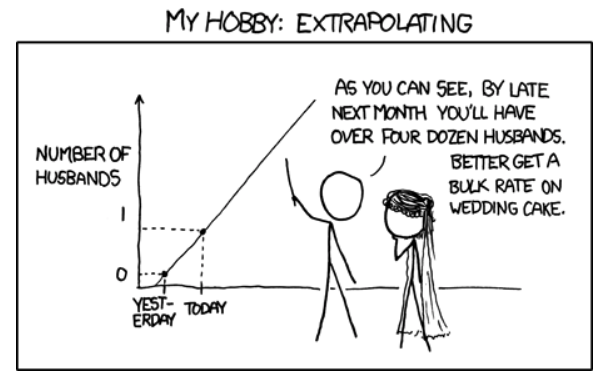 MY HOBBY: EXTRAPOLATING
AS YOU CAN SEE, BY LATE
NEXT MONTH YOU'LL HAVE
OVER FOUR DOZEN HUSBANDS.
BETTER GET A
BULK RATE ON
WEDDING CAKE.
NUMBER OF
HUSBANDS
1
0
YEST-
ERDAY
TODAY